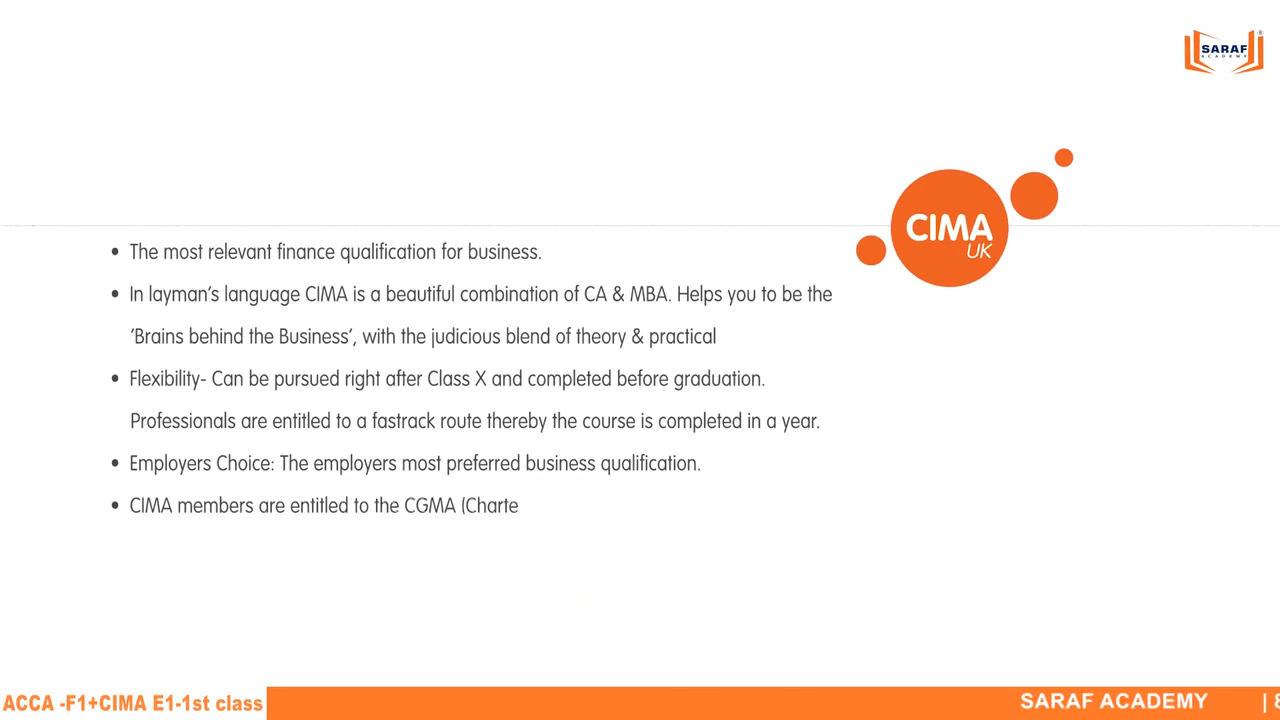 SARAF
ACADEMY
CIMA
UK
• The most relevant finance qualification for business.
• In layman's language CIMA is a beautiful combination of CA & MBA. Helps you to be the
'Brains behind the Business', with the judicious blend of theory & practical
• Flexibility- Can be pursued right after Class X and completed before graduation.
Professionals are entitled to a fastrack route thereby the course is completed in a year.
• Employers Choice: The employers most preferred business qualification.
• CIMA members are entitled to the CGMA (Charte
ACCA -F1+CIMA E1-1st class
SARAF ACADEMY | 8